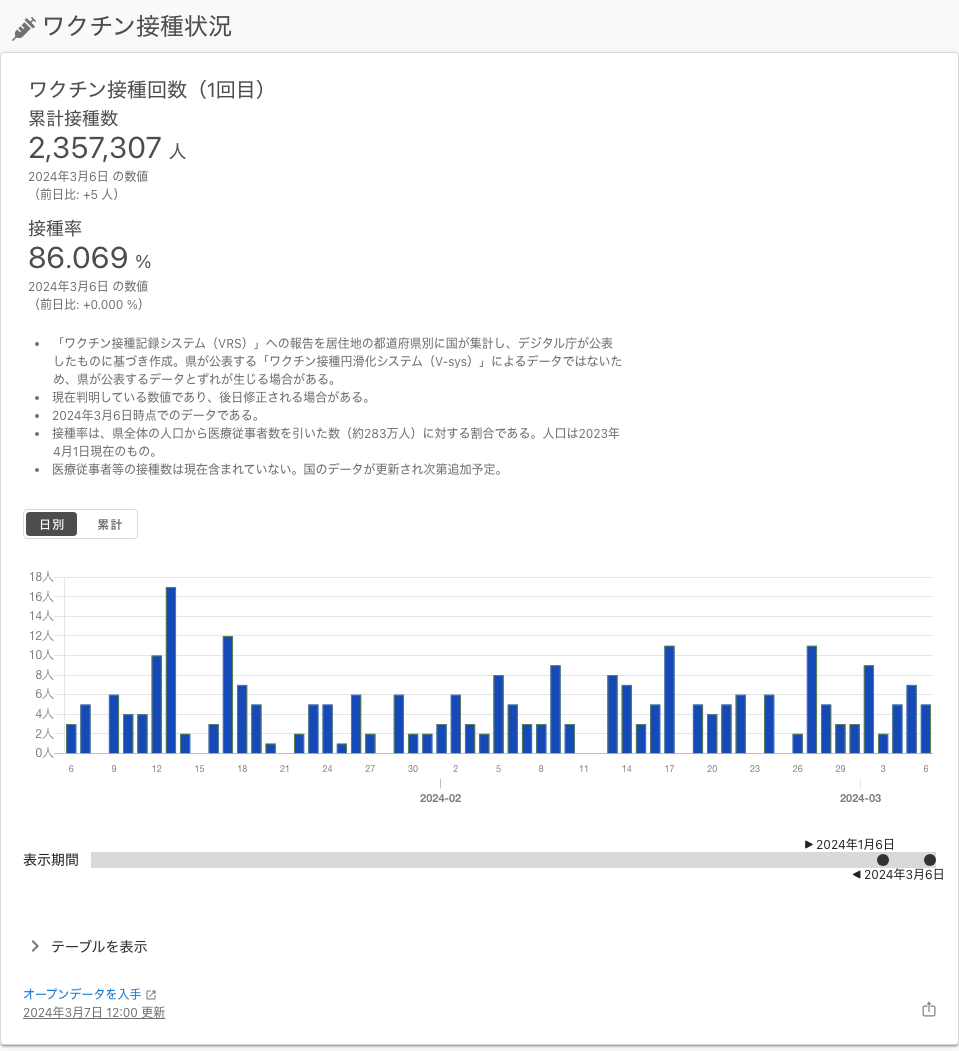 ワクチン接種状況
ワクチン接種回数（1回目）
累計接種数
2,357,307 人
2024年3月6日 の数値
（前日比: +5 人）
接種率
86.069 %
2024年3月6日 の数値
（前日比: +0.000 %）
• 「ワクチン接種記録システム（VRS）」への報告を居住地の都道府県別に国が集計し、デジタル庁が公表
したものに基づき作成。県が公表する「ワクチン接種円滑化システム（V-sys）」によるデータではないた
め、県が公表するデータとずれが生じる場合がある。
• 現在判明している数値であり、後日修正される場合がある。
• 2024年3月6日時点でのデータである。
• 接種率は、県全体の人口から医療従事者数を引いた数（約283万人）に対する割合である。人口は2023年
4月1日現在のもの。
• 医療従事者等の接種数は現在含まれていない。国のデータが更新され次第追加予定。
日別 累計
18人
16人
14人
12人
10人
8人
6人
4人
2人
0人
6 9 12 15 18 21 24 27 30 2 5 8 11 14 17 20 23 26 29 3 6
2024-02 2024-03
▶ 2024年1月6日
表示期間
◀ 2024年3月6日
テーブルを表示
オープンデータを入手
2024年3月7日 12:00 更新